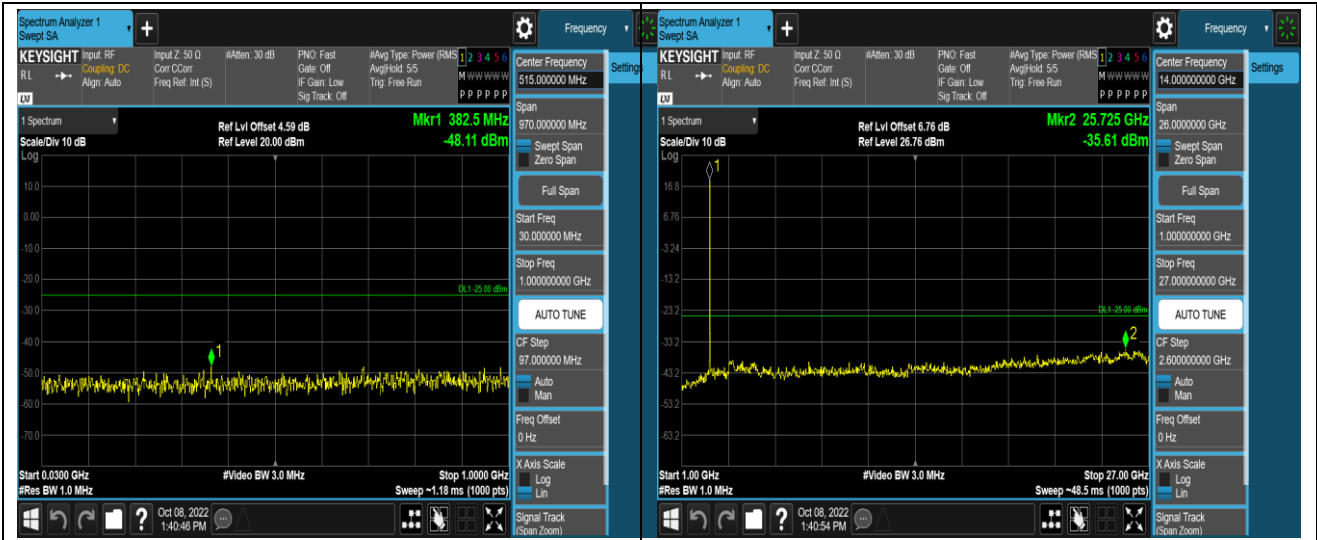 Spectrum Analyzer 1
Swept SA
+
Frequency
KEYSIGHT
RL
LXI
Input: RF
Coupling: DC
Align: Auto
Input Z: 50 Ω
Corr CCorr
Freq Ref: Int (S)
#Atten: 30 dB
PNO: Fast
Gate: Off
IF Gain: Low
Sig Track: Off
#Avg Type: Power (RMS
Avg|Hold: 5/5
Trig: Free Run
1 2 3 4 5 6
M W W W W W
P P P P P P
Center Frequency
515.000000 MHz
Settings
1 Spectrum
Scale/Div 10 dB
Log
Ref Lvl Offset 4.59 dB
Ref Level 20.00 dBm
Mkr1 382.5 MHz
-48.11 dBm
10.0
0.00
-10.0
-20.0
-30.0
-40.0
-50.0
-60.0
-70.0
DL1 -25.00 dBm
1
Span
970.000000 MHz
Swept Span
Zero Span
Full Span
Start Freq
30.000000 MHz
Stop Freq
1.000000000 GHz
AUTO TUNE
CF Step
97.000000 MHz
Auto
Man
Freq Offset
0 Hz
X Axis Scale
Log
Lin
Signal Track
(Span Zoom)
Start 0.0300 GHz
#Res BW 1.0 MHz
#Video BW 3.0 MHz
Stop 1.0000 GHz
Sweep ~1.18 ms (1000 pts)
?
Oct 08, 2022
1:40:46 PM
Spectrum Analyzer 1
Swept SA
+
Frequency
KEYSIGHT
RL
LXI
Input: RF
Coupling: DC
Align: Auto
Input Z: 50 Ω
Corr CCorr
Freq Ref: Int (S)
#Atten: 30 dB
PNO: Fast
Gate: Off
IF Gain: Low
Sig Track: Off
#Avg Type: Power (RMS
Avg|Hold: 5/5
Trig: Free Run
1 2 3 4 5 6
M W W W W W
P P P P P P
Center Frequency
14.000000000 GHz
Settings
1 Spectrum
Scale/Div 10 dB
Log
Ref Lvl Offset 6.76 dB
Ref Level 26.76 dBm
Mkr2 25.725 GHz
-35.61 dBm
16.8
6.76
-3.24
-13.2
-23.2
-33.2
-43.2
-53.2
-63.2
1
DL1 -25.00 dBm
2
Span
26.0000000 GHz
Swept Span
Zero Span
Full Span
Start Freq
1.000000000 GHz
Stop Freq
27.000000000 GHz
AUTO TUNE
CF Step
2.600000000 GHz
Auto
Man
Freq Offset
0 Hz
X Axis Scale
Log
Lin
Signal Track
(Span Zoom)
Start 1.00 GHz
#Res BW 1.0 MHz
#Video BW 3.0 MHz
Stop 27.00 GHz
Sweep ~48.5 ms (1000 pts)
?
Oct 08, 2022
1:40:54 PM